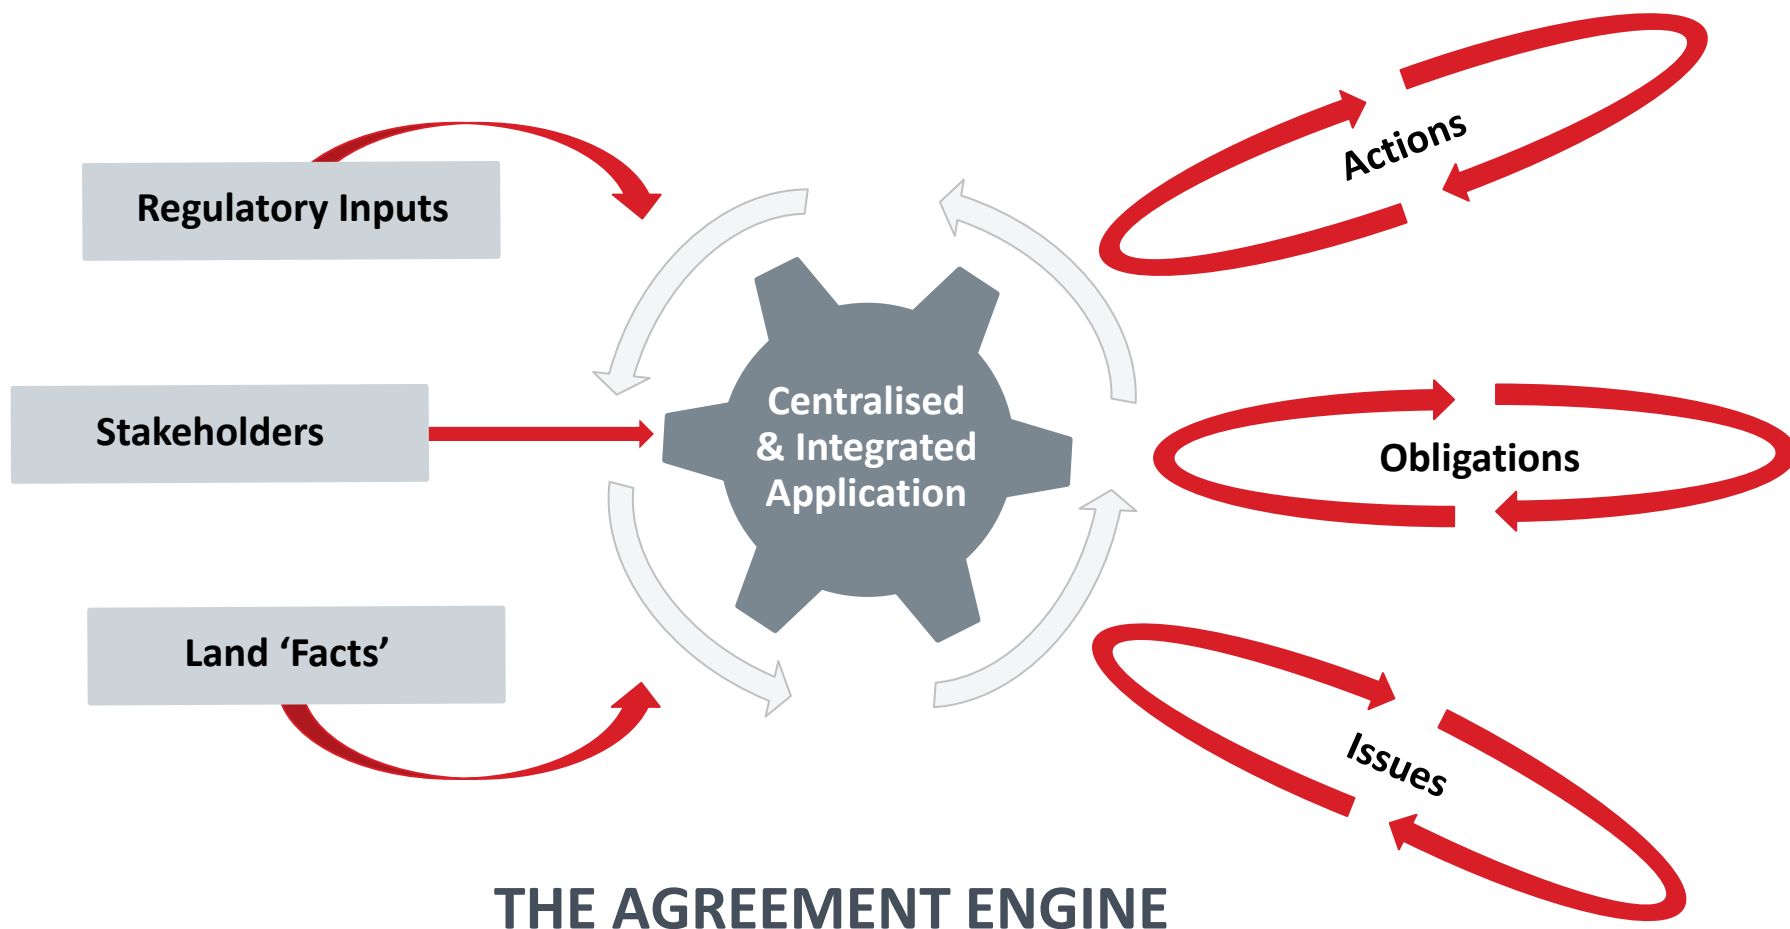 Regulatory Inputs
Stakeholders
Land ‘Facts’
Centralised
& Integrated
Application
Actions
Obligations
Issues
THE AGREEMENT ENGINE